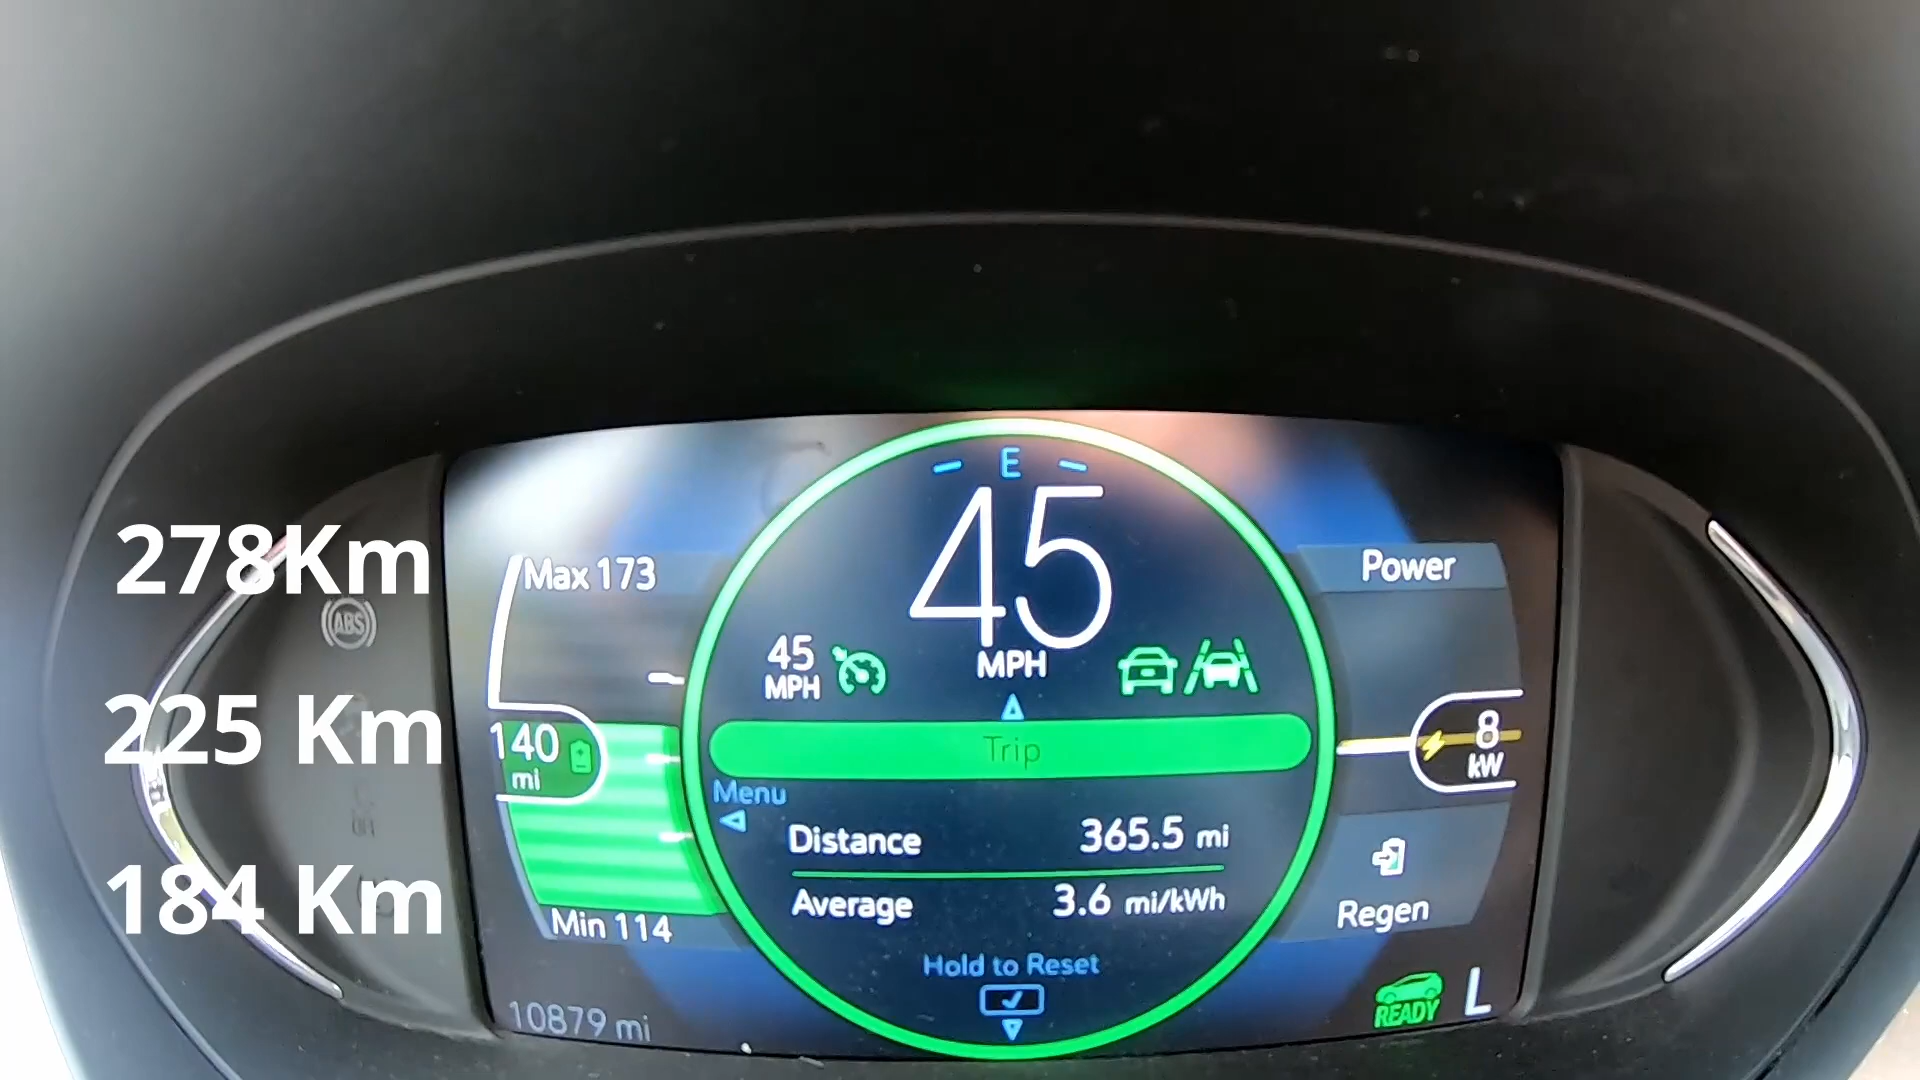 E
45
MPH
45
MPH
Max 173
Power
278Km
ABS
225 Km
140
mi
Trip
8
kW
Menu
Distance 365.5 mi
Average 3.6 mi/kWh
184 Km
Min 114
Regen
Hold to Reset
10879 mi
READY
L